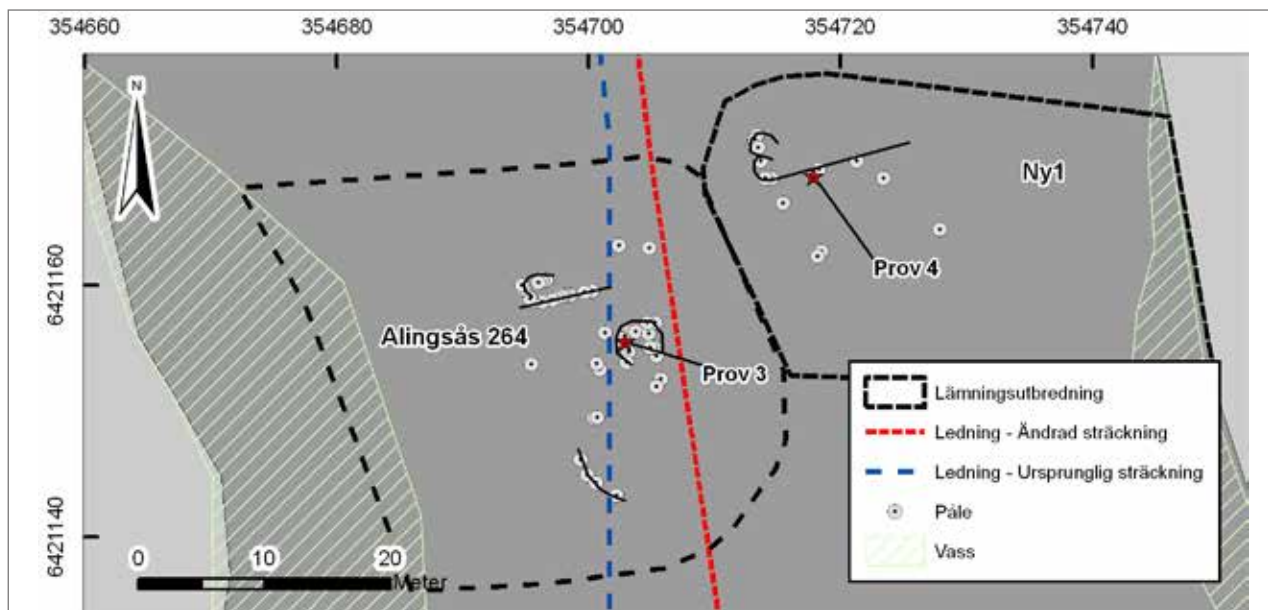 354660 354680 354700 354720 354740
N
6421160
6421140
Ny1
Prov 4
Alingsås 264
Prov 3
Lämningsutbredning
Ledning - Ändrad sträckning
Ledning - Ursprunglig sträckning
Påle
Vass
0 10 20
Meter